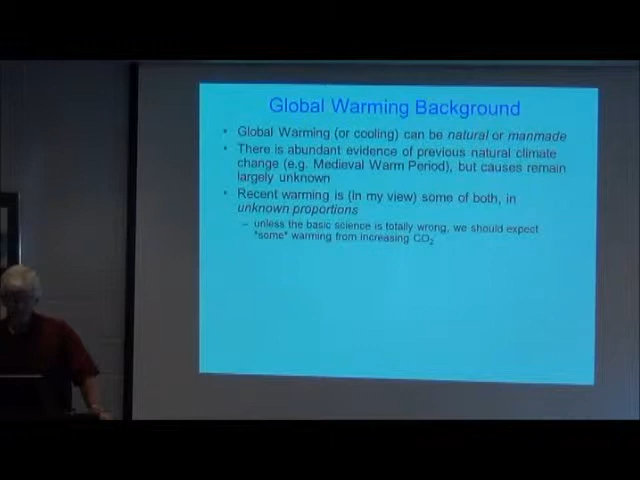 Global Warming Background
• Global Warming (or cooling) can be natural or manmade
• There is abundant evidence of previous natural climate
change (e.g. Medieval Warm Period), but causes remain
largely unknown
• Recent warming is (in my view) some of both, in
unknown proportions
– unless the basic science is totally wrong, we should expect
*some* warming from increasing CO₂